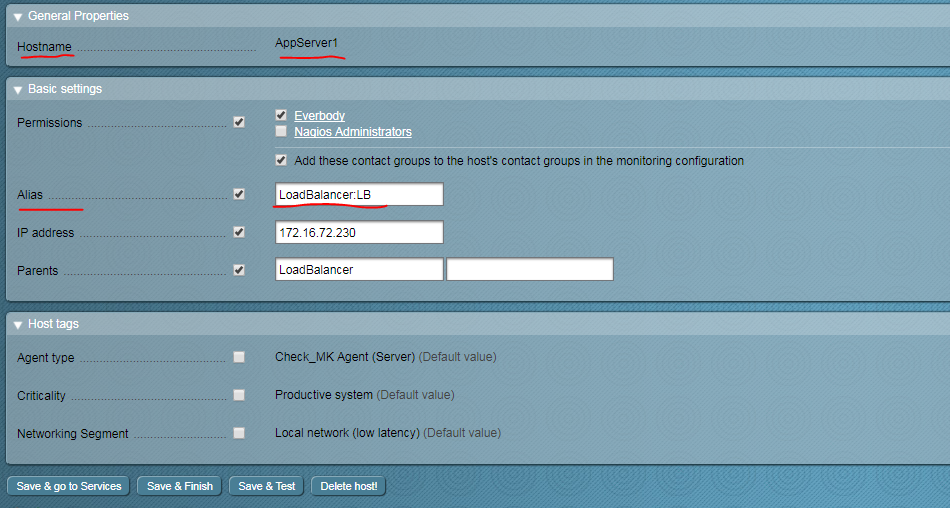 General Properties
Hostname AppServer1
Basic settings
Permissions Everbody
Nagios Administrators
Add these contact groups to the host's contact groups in the monitoring configuration
Alias LoadBalancer:LB
IP address 172.16.72.230
Parents LoadBalancer
Host tags
Agent type Check_MK Agent (Server) (Default value)
Criticality Productive system (Default value)
Networking Segment Local network (low latency) (Default value)
Save & go to Services Save & Finish Save & Test Delete host!